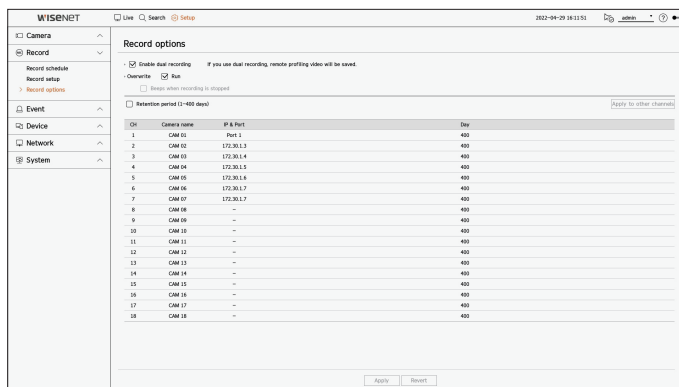 WISENET Live Search Setup 2022-04-29 16:11:51 admin ?
Camera
Record
Record schedule
Record setup
> Record options
Event
Device
Network
System
Record options
Enable dual recording If you use dual recording, remote profiling video will be saved.
Overwrite Run
Beeps when recording is stopped
Retention period (1~400 days) Apply to other channels
CH Camera name IP & Port Day
1 CAM 01 Port 1 400
2 CAM 02 172.30.1.3 400
3 CAM 03 172.30.1.4 400
4 CAM 04 172.30.1.5 400
5 CAM 05 172.30.1.6 400
6 CAM 06 172.30.1.7 400
7 CAM 07 172.30.1.7 400
8 CAM 08 – 400
9 CAM 09 – 400
10 CAM 10 – 400
11 CAM 11 – 400
12 CAM 12 – 400
13 CAM 13 – 400
14 CAM 14 – 400
15 CAM 15 – 400
16 CAM 16 – 400
17 CAM 17 – 400
18 CAM 18 – 400
Apply Revert